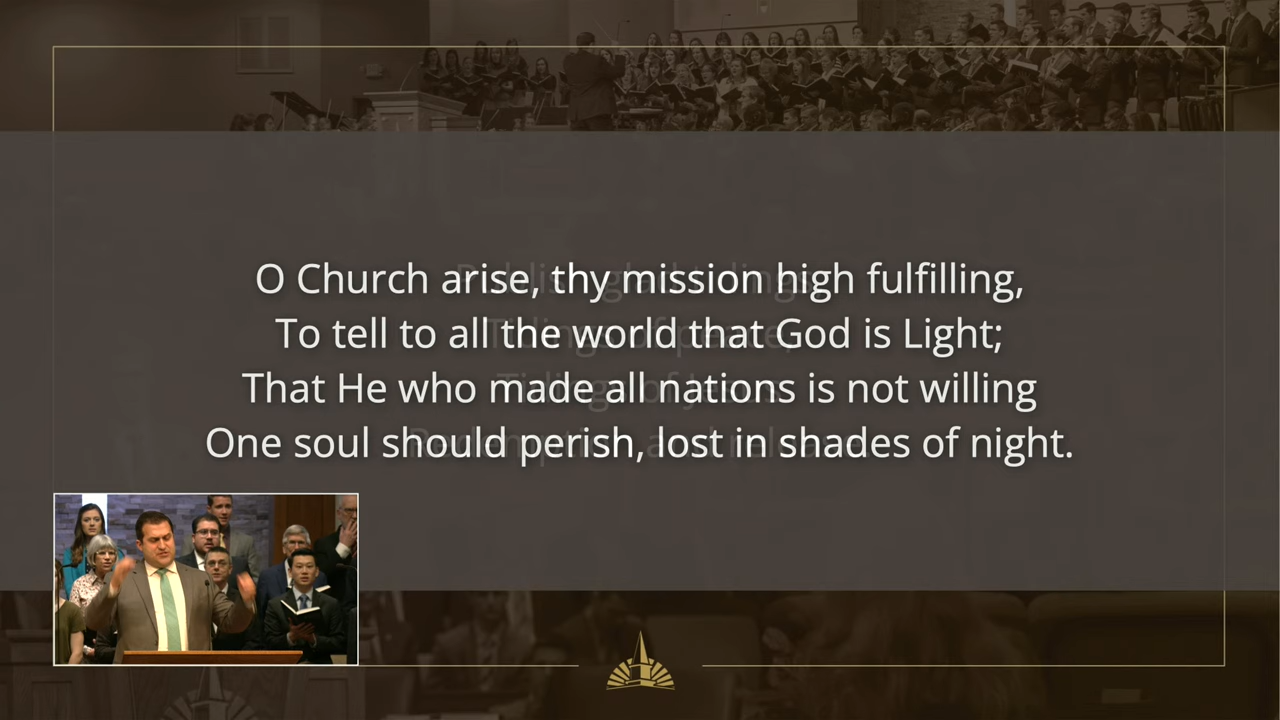 O Church arise, thy mission high fulfilling,
To tell to all the world that God is Light;
That He who made all nations is not willing
One soul should perish, lost in shades of night.